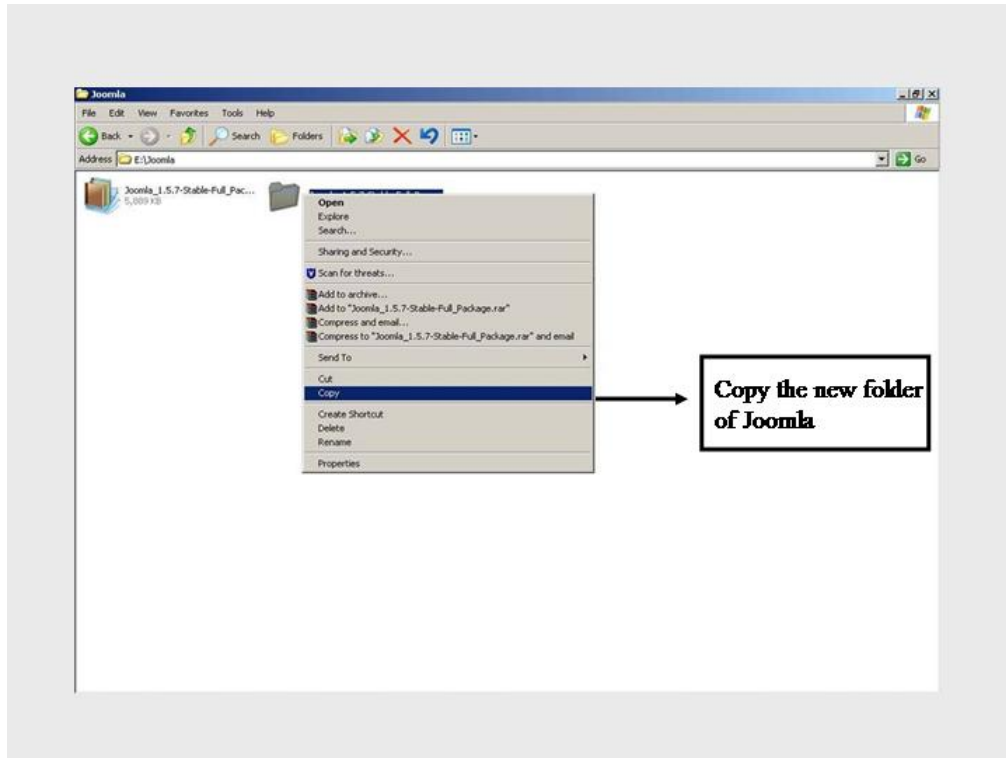 Joomla
File Edit View Favorites Tools Help
Back Search Folders
Address E:\Joomla Go
Joomla_1.5.7-Stable-Full_Pac...
5,889 KB
Open
Explore
Search...
Sharing and Security...
Scan for threats...
Add to archive...
Add to "Joomla_1.5.7-Stable-Full_Package.rar"
Compress and email...
Compress to "Joomla_1.5.7-Stable-Full_Package.rar" and email
Send To
Cut
Copy
Create Shortcut
Delete
Rename
Properties
Copy the new folder
of Joomla